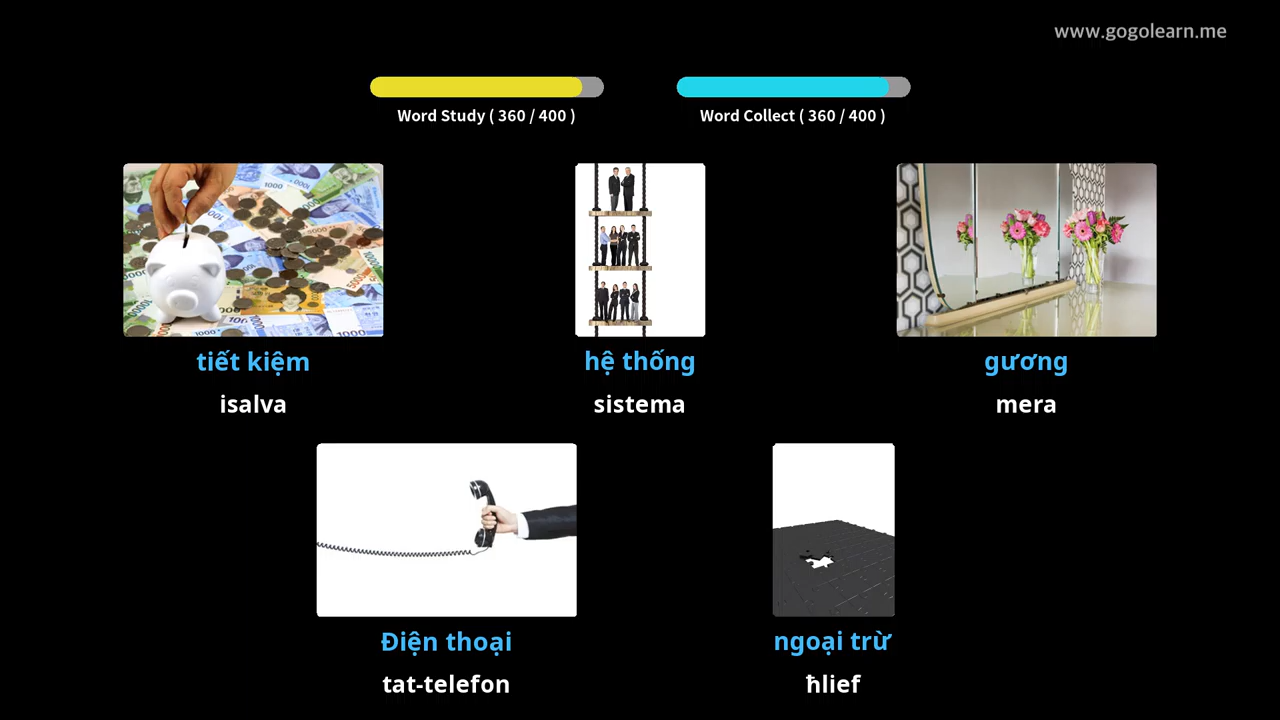 www.gogolearn.me
Word Study ( 360 / 400 )
Word Collect ( 360 / 400 )
tiết kiệm
isalva
hệ thống
sistema
gương
mera
Điện thoại
tat-telefon
ngoại trừ
ħlief